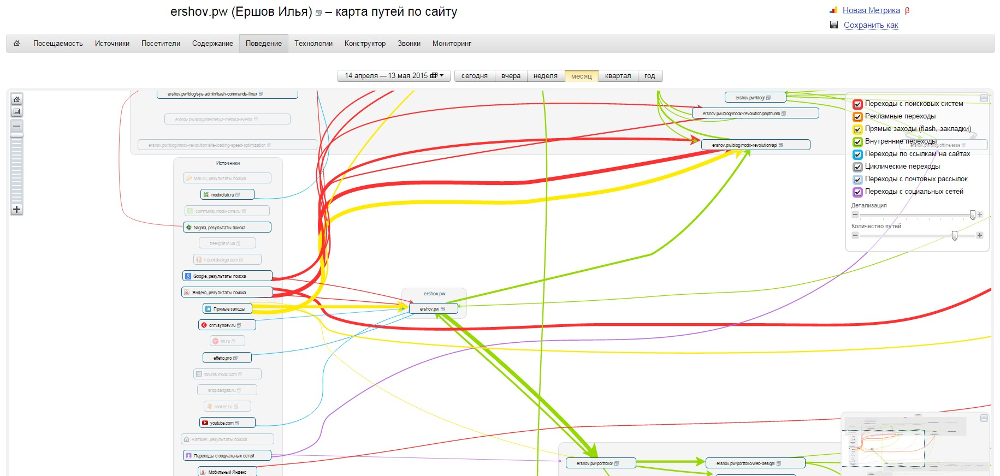 ershov.pw (Ершов Илья) – карта путей по сайту
Новая Метрика β
Сохранить как
Посещаемость Источники Посетители Содержание Поведение Технологии Конструктор Звонки Мониторинг
14 апреля — 13 мая 2015 сегодня вчера неделя месяц квартал год
ershov.pw/blog/sys-admin/bash-commands-linux
ershov.pw/blog/internet/ya-metrika-events
ershov.pw/blog/modx-revolution/site-loading-speed-optimization
ershov.pw/blog/
ershov.pw/blog/modx-revolution/phpthumb
ershov.pw/blog/modx-revolution/api
ershov.pw/blog/offline/esse
Переходы с поисковых систем
Рекламные переходы
Прямые заходы (flash, закладки)
Внутренние переходы
Переходы по ссылкам на сайтах
Циклические переходы
Переходы с почтовых рассылок
Переходы с социальных сетей
Детализация
Количество путей
Источники
Mail.ru, результаты поиска
modxclub.ru
community.modx-cms.ru
Nigma, результаты поиска
freelgraf.in.ua
r.duckduckgo.com
Google, результаты поиска
Яндекс, результаты поиска
Прямые заходы
crm.syndev.ru
hh.ru
effetto.pro
forums.modx.com
srop.baltgaz.ru
rookee.ru
youtube.com
Rambler, результаты поиска
Переходы с социальных сетей
Мобильный Яндекс
ershov.pw
ershov.pw
ershov.pw/portfolio/
ershov.pw/portfolio/web-design/